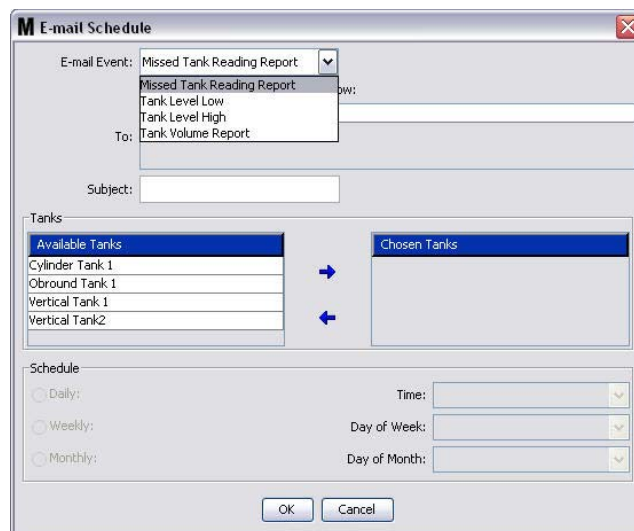 M E-mail Schedule
E-mail Event: Missed Tank Reading Report
Missed Tank Reading Report
Tank Level Low
Tank Level High
Tank Volume Report
To:
Subject:
Tanks
Available Tanks
Chosen Tanks
Cylinder Tank 1
Obround Tank 1
Vertical Tank 1
Vertical Tank2
Schedule
Daily: Time:
Weekly: Day of Week:
Monthly: Day of Month:
OK Cancel